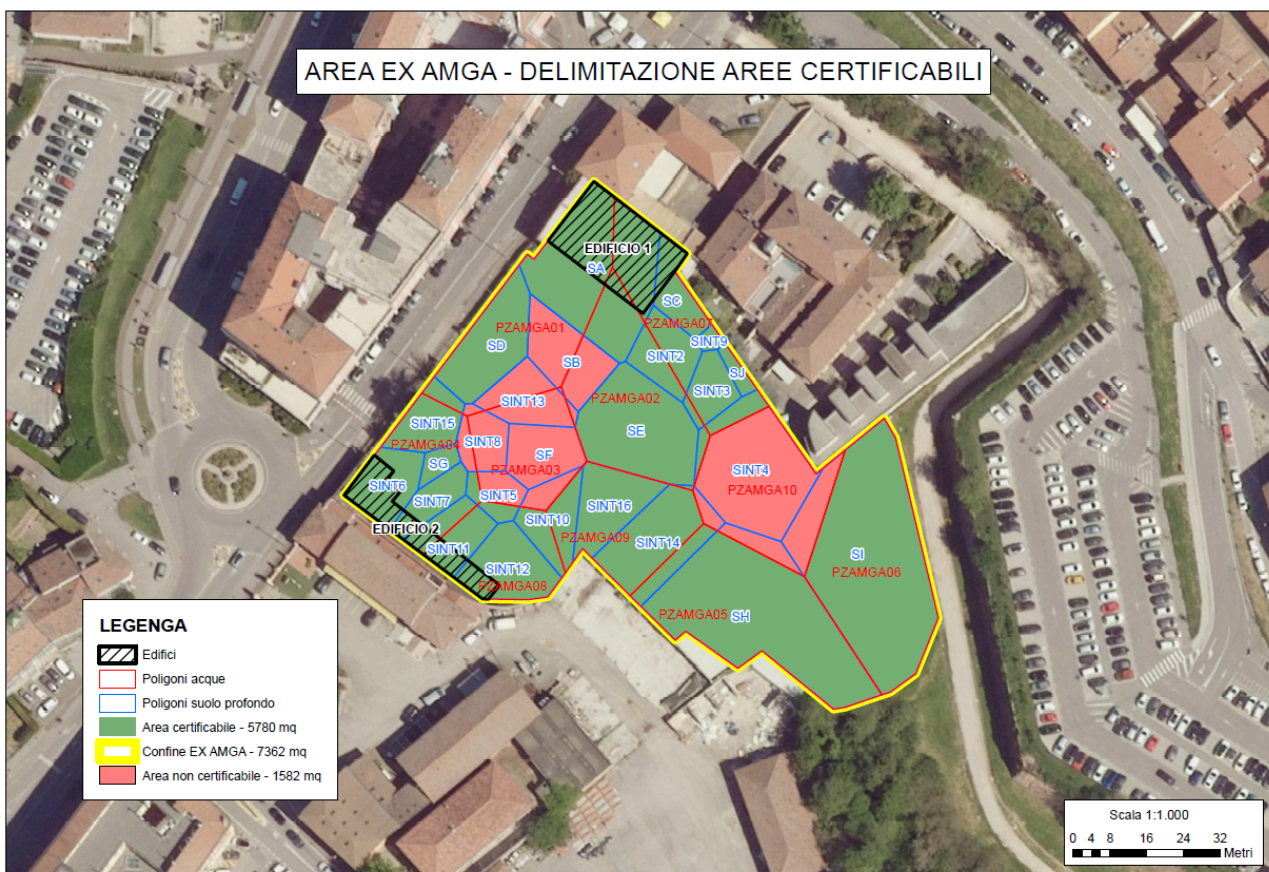 AREA EX AMGA - DELIMITAZIONE AREE CERTIFICABILI
EDIFICIO 1
SA
SC
PZAMGA01
PZAMGA07
SD
SINT9
SB
SINT2
SJ
SINT3
SINT13
PZAMGA02
SINT15
SE
PZAMGA04
SINT8
SF
SG
PZAMGA03
SINT4
SINT6
PZAMGA10
SINT7
SINT5
SINT16
EDIFICIO 2
SINT10
PZAMGA09
SINT14
SINT11
SI
SINT12
PZAMGA06
PZAMGA08
PZAMGA05
SH
LEGENGA
Edifici
Poligoni acque
Poligoni suolo profondo
Area certificabile - 5780 mq
Confine EX AMGA - 7362 mq
Area non certificabile - 1582 mq
Scala 1:1.000
0 4 8 16 24 32
Metri